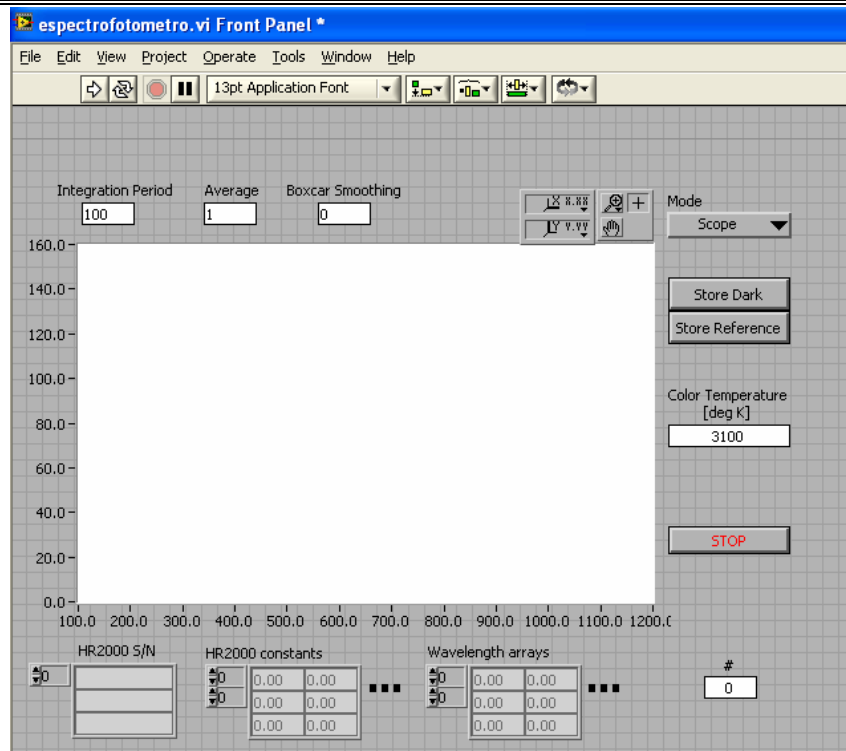 espectrofotometro.vi Front Panel *
File Edit View Project Operate Tools Window Help
13pt Application Font
Integration Period Average Boxcar Smoothing
100 1 0
X X.XX
Y Y.YY
Mode
Scope
160.0
140.0
120.0
100.0
80.0
60.0
40.0
20.0
0.0
Store Dark
Store Reference
Color Temperature
[deg K]
3100
STOP
100.0 200.0 300.0 400.0 500.0 600.0 700.0 800.0 900.0 1000.0 1100.0 1200.0
HR2000 S/N HR2000 constants Wavelength arrays #
0 0 0.00 0.00 0 0.00 0.00 0
0 0.00 0.00 0 0.00 0.00
0.00 0.00 0.00 0.00